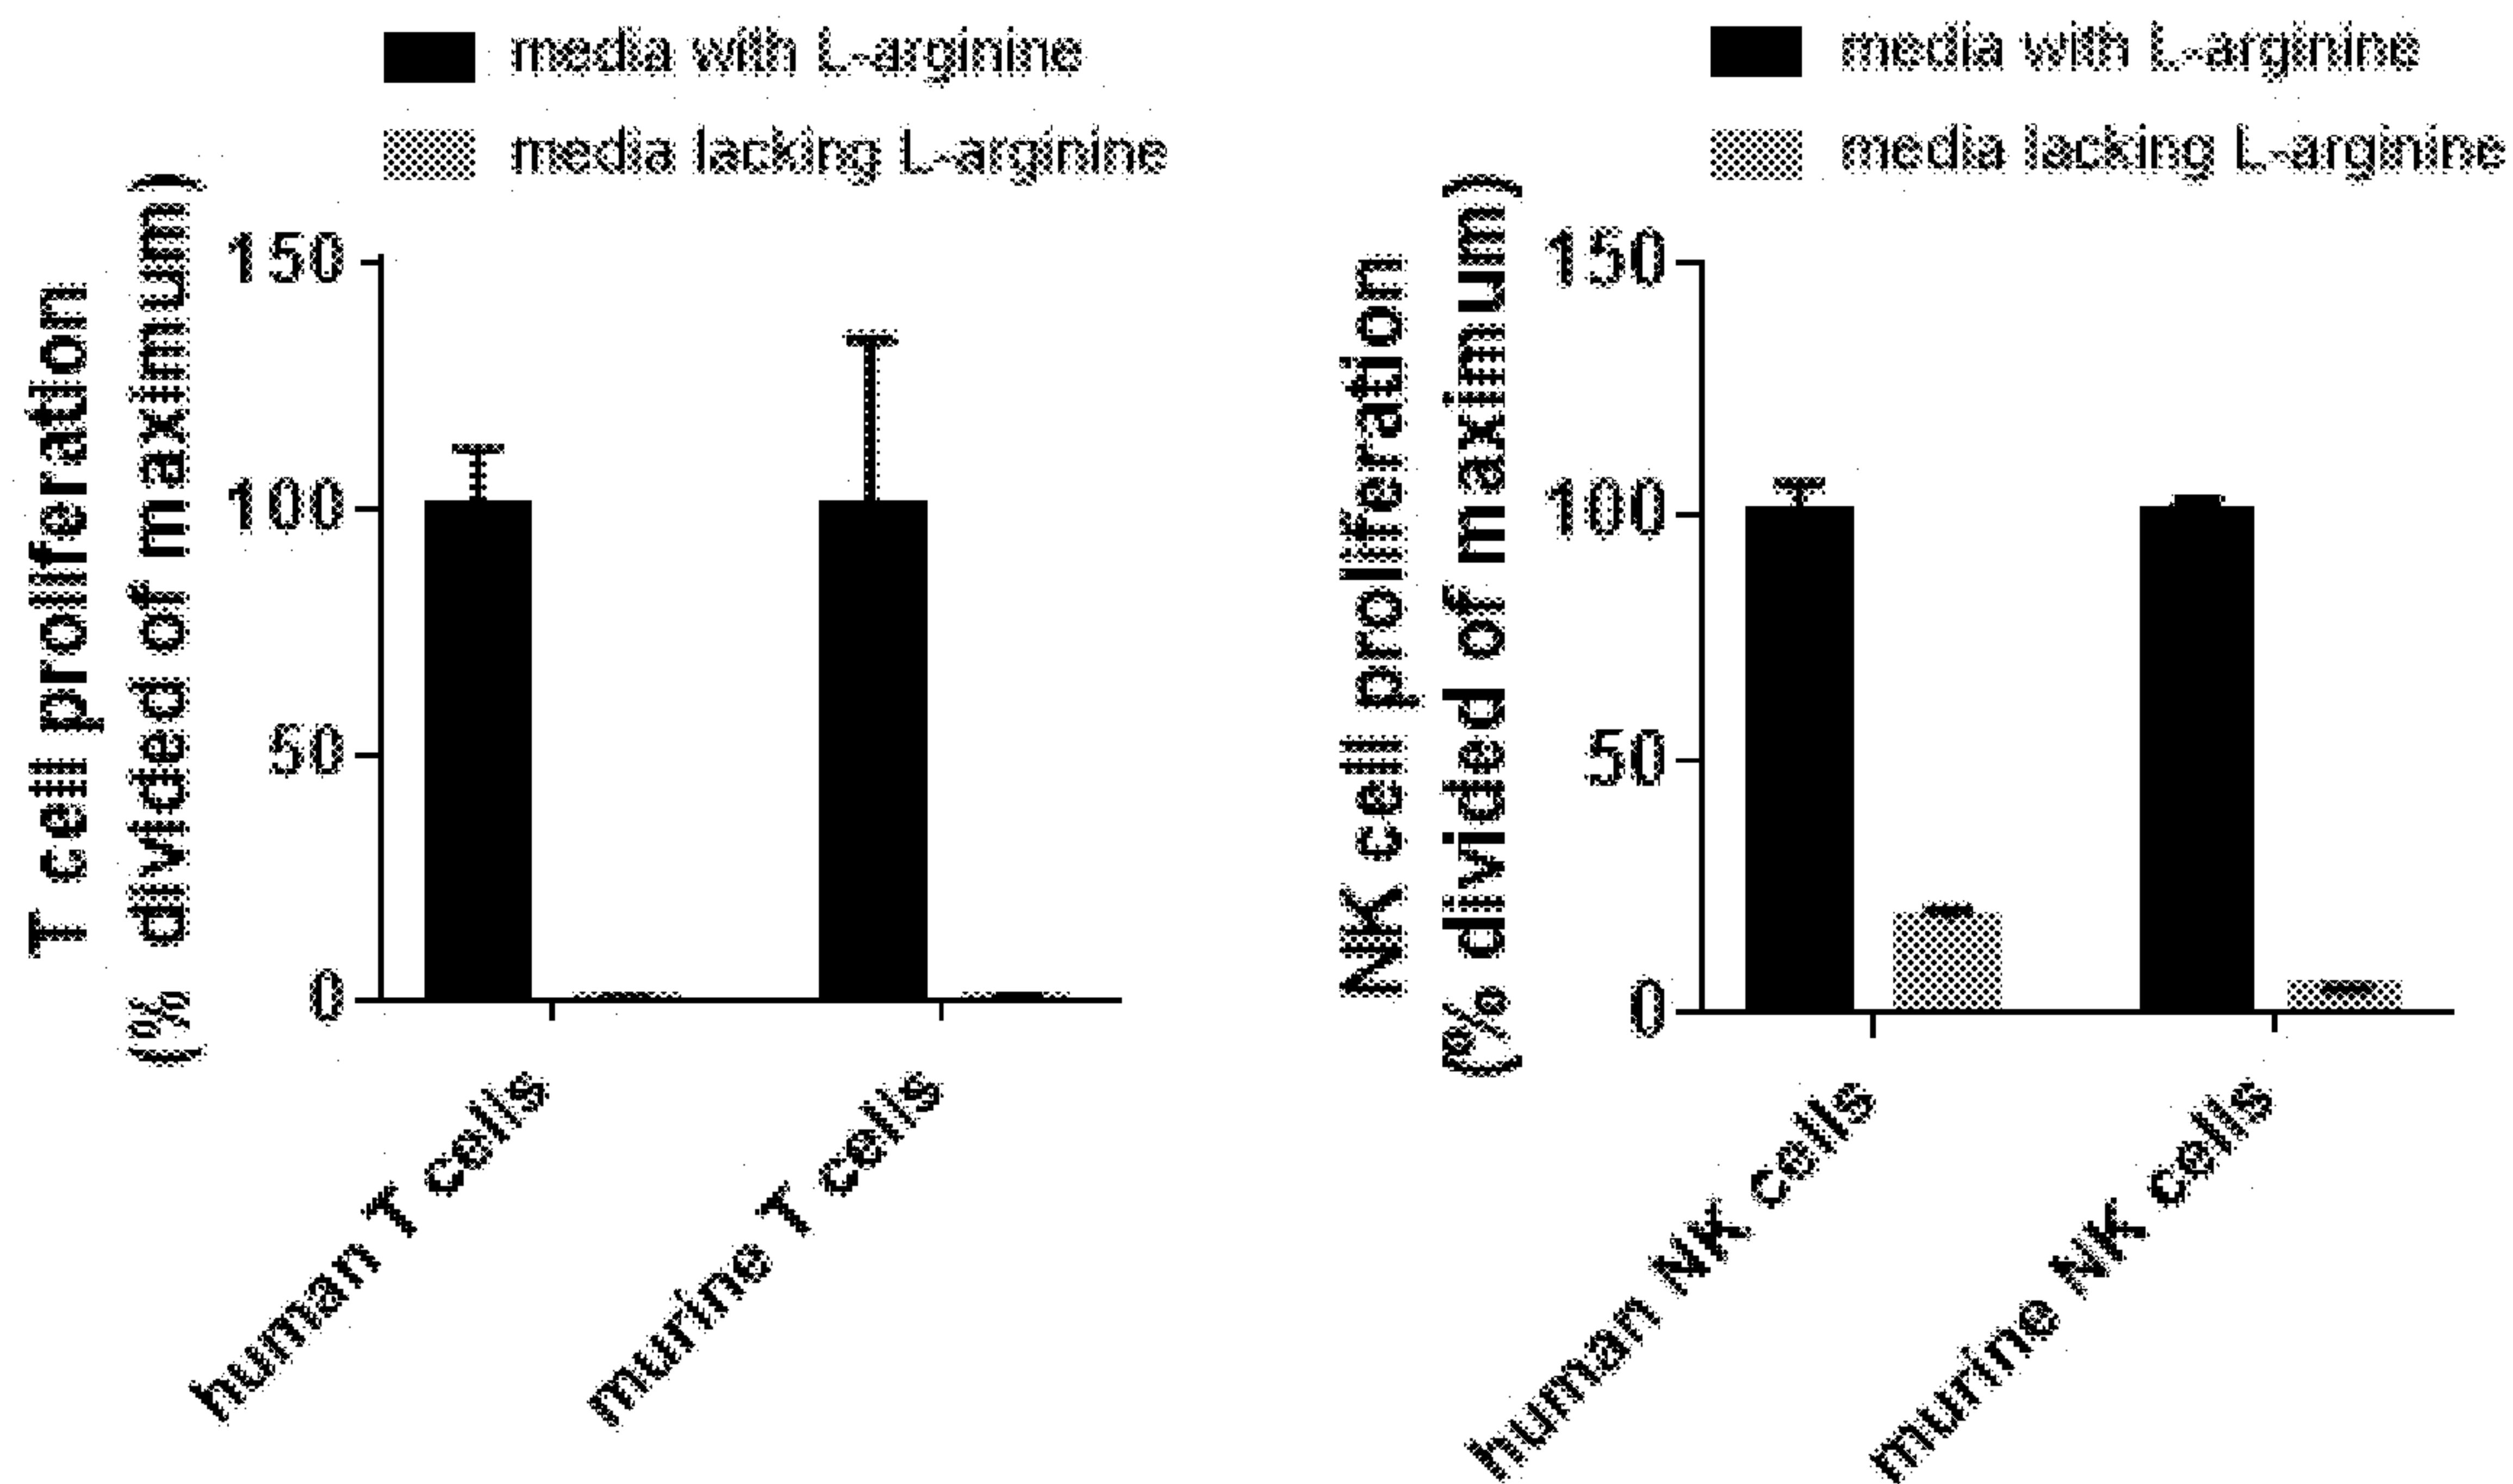 media with L-arginine
media lacking L-arginine
T cell proliferation
(% divided of maximum)
150
100
50
0
human T cells
murine T cells
media with L-arginine
media lacking L-arginine
NK cell proliferation
(% divided of maximum)
150
100
50
0
human NK cells
murine NK cells